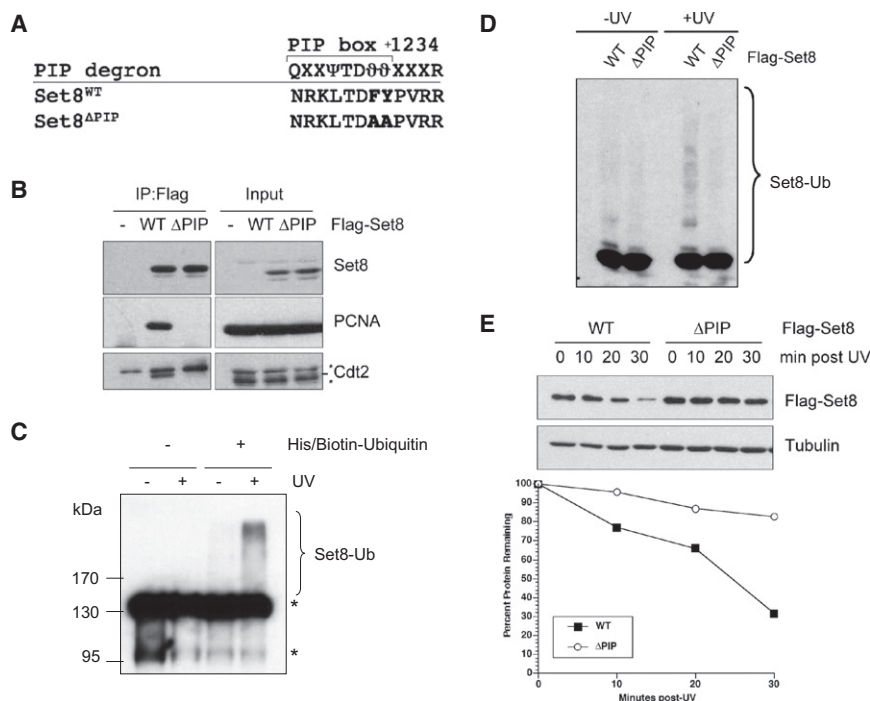 A
PIP box +1234
PIP degron QXXΨTDϑϑXXXR
Set8WT NRKLTDFYPVRR
Set8ΔPIP NRKLTDAAPVRR
B
IP:Flag Input
- WT ΔPIP - WT ΔPIP Flag-Set8
Set8
PCNA
*
Cdt2
*
C
- + His/Biotin-Ubiquitin
- + - + UV
kDa
Set8-Ub
170
130 *
95 *
D
-UV +UV
WT ΔPIP WT ΔPIP Flag-Set8
Set8-Ub
E
WT ΔPIP Flag-Set8
0 10 20 30 0 10 20 30 min post UV
Flag-Set8
Tubulin
Percent Protein Remaining
100
90
80
70
60
50
40
30
20
10
0
WT
ΔPIP
0 10 20 30
Minutes post-UV